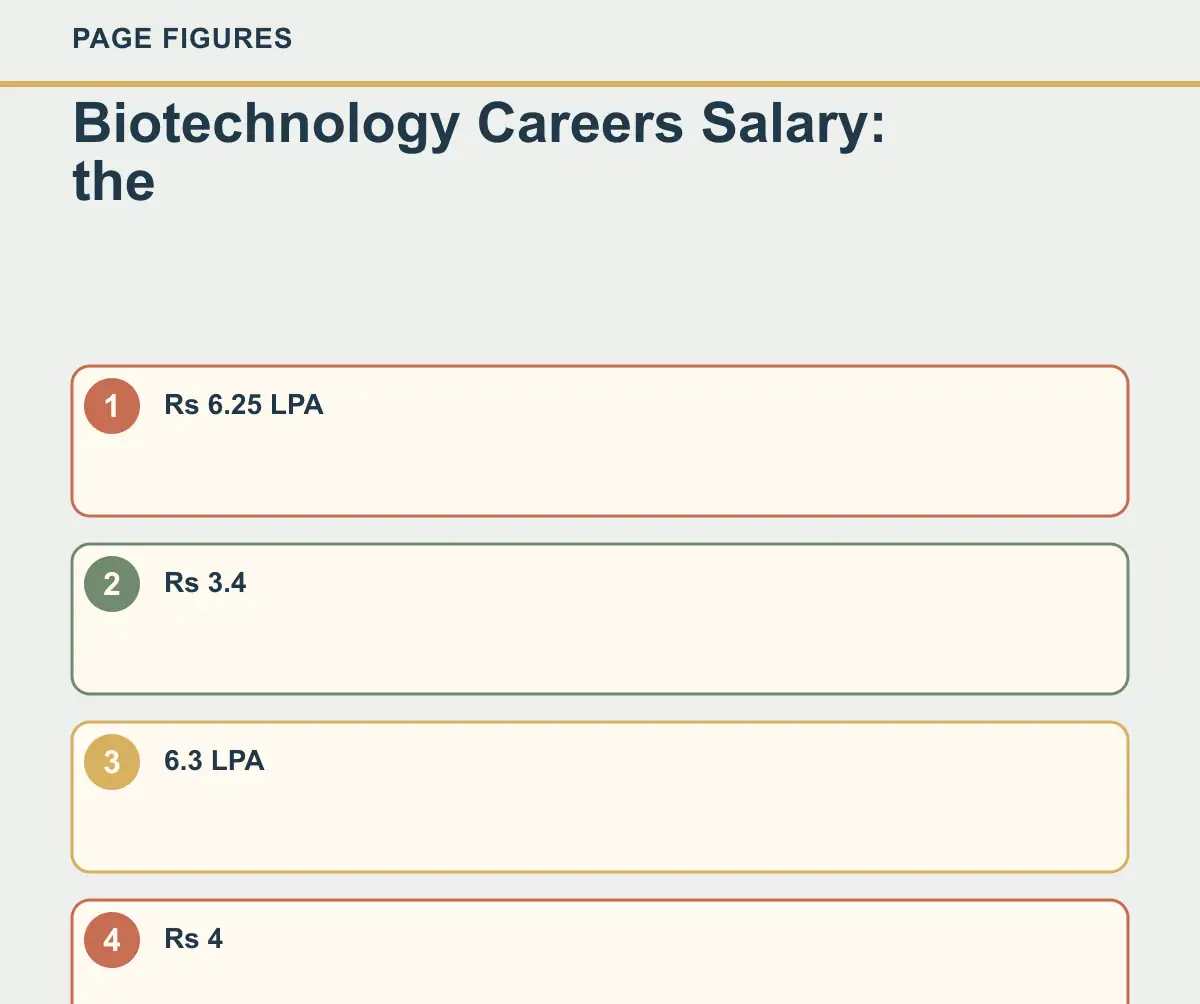 PAGE FIGURES
Biotechnology Careers Salary:
the
1 Rs 6.25 LPA
2 Rs 3.4
3 6.3 LPA
4 Rs 4